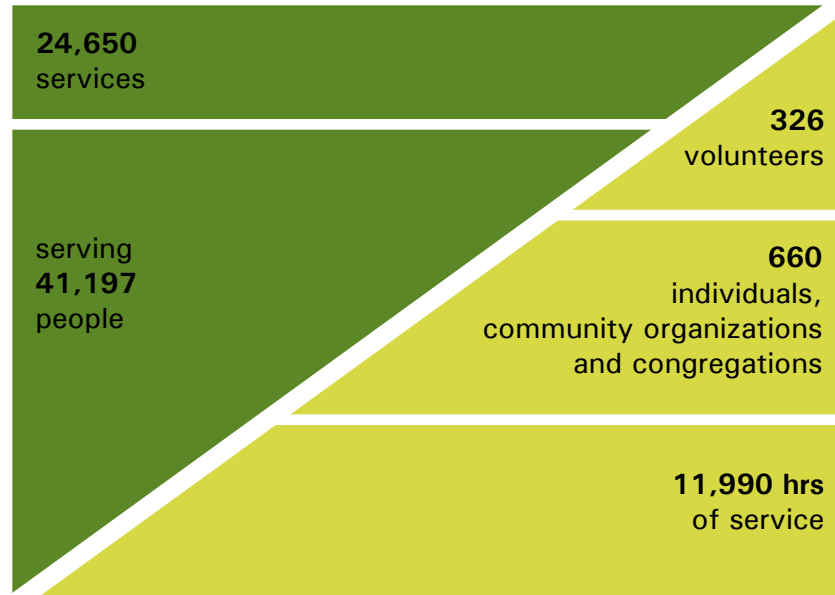 24,650
services
serving
41,197
people
326
volunteers
660
individuals,
community organizations
and congregations
11,990 hrs
of service